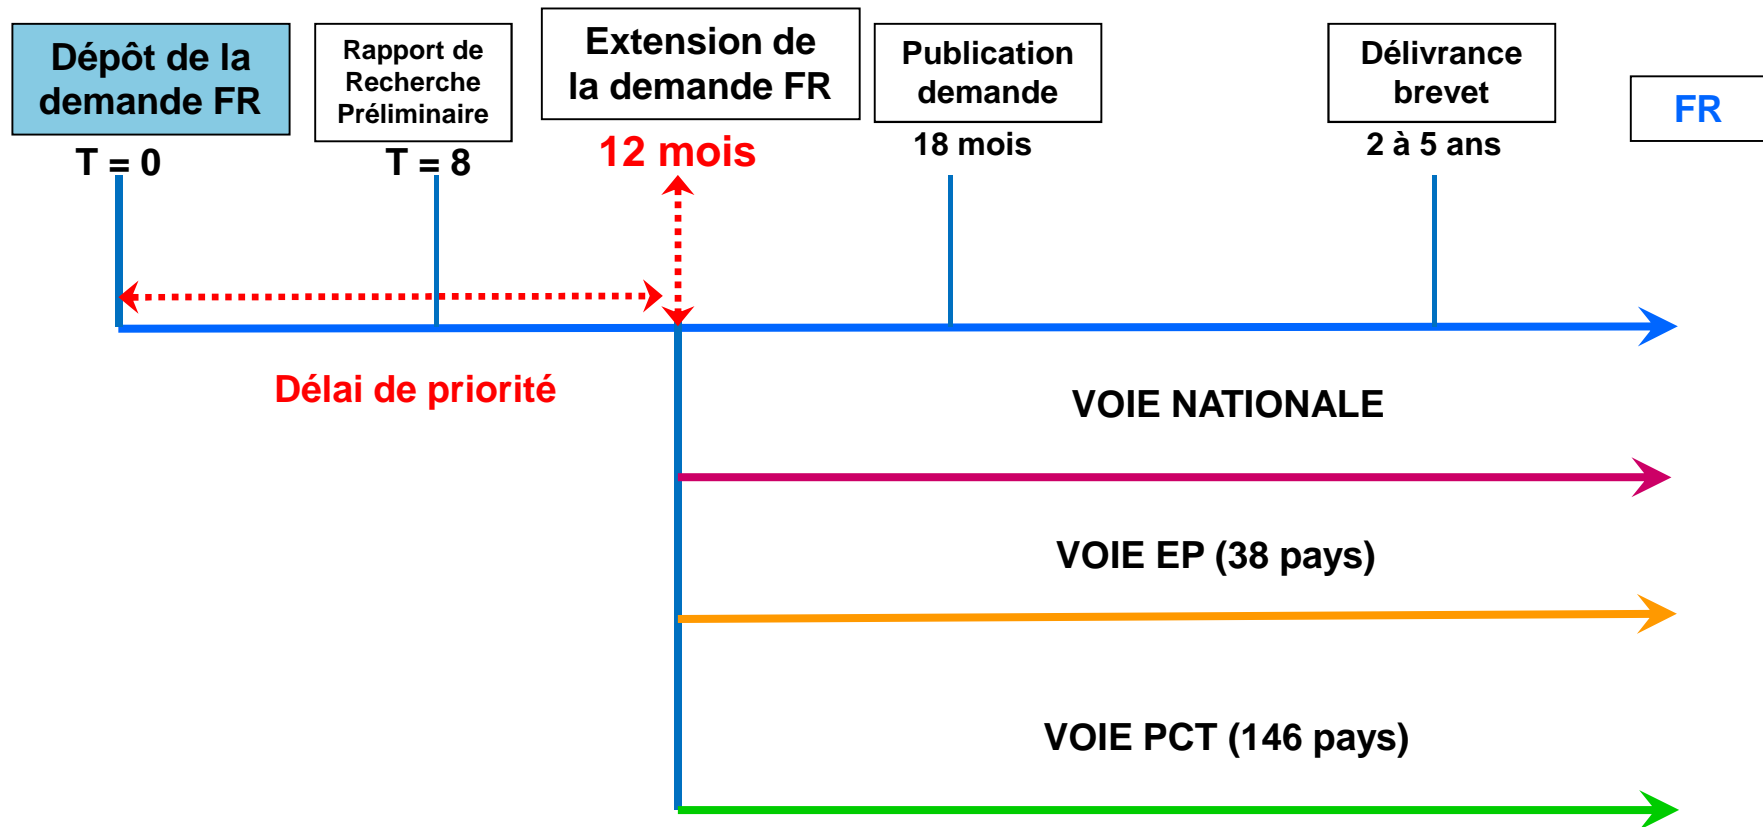 Dépôt de la
demande FR
T = 0
Rapport de
Recherche
Préliminaire
T = 8
Extension de
la demande FR
12 mois
Publication
demande
18 mois
Délivrance
brevet
2 à 5 ans
FR
Délai de priorité
VOIE NATIONALE
VOIE EP (38 pays)
VOIE PCT (146 pays)